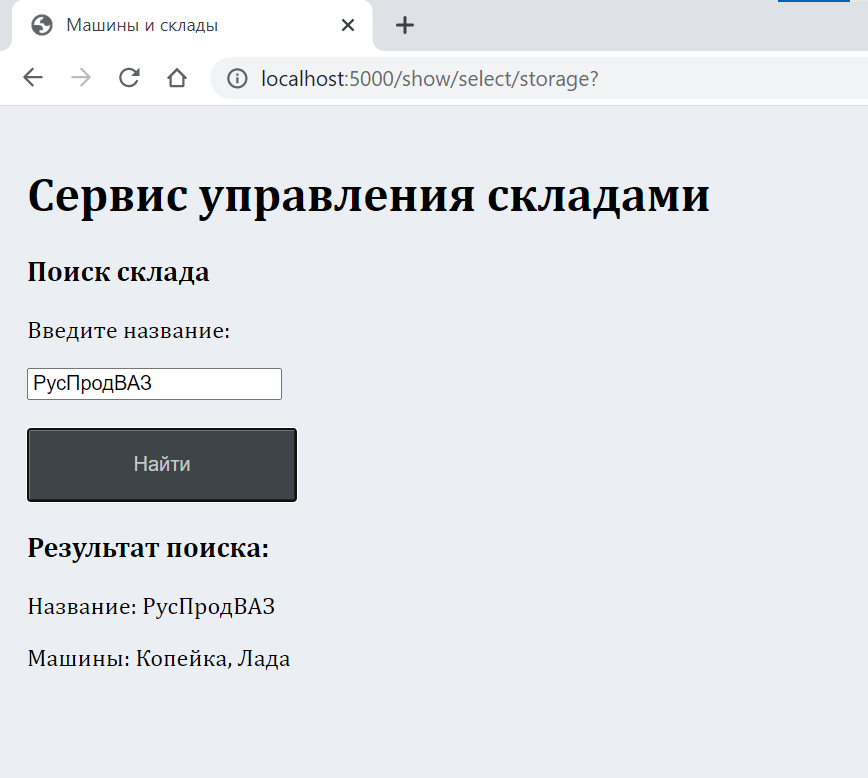 Машины и склады
localhost:5000/show/select/storage?
Сервис управления складами
Поиск склада
Введите название:
РусПродВАЗ
Найти
Результат поиска:
Название: РусПродВАЗ
Машины: Копейка, Лада